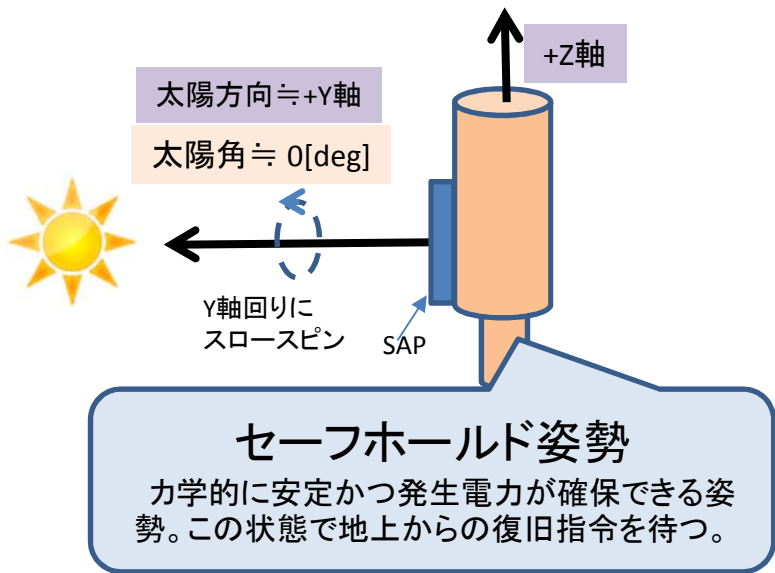 +Z軸
太陽方向≒+Y軸
太陽角≒ 0[deg]
Y軸回りに
スロースピン
SAP
セーフホールド姿勢
力学的に安定かつ発生電力が確保できる姿
勢。この状態で地上からの復旧指令を待つ。